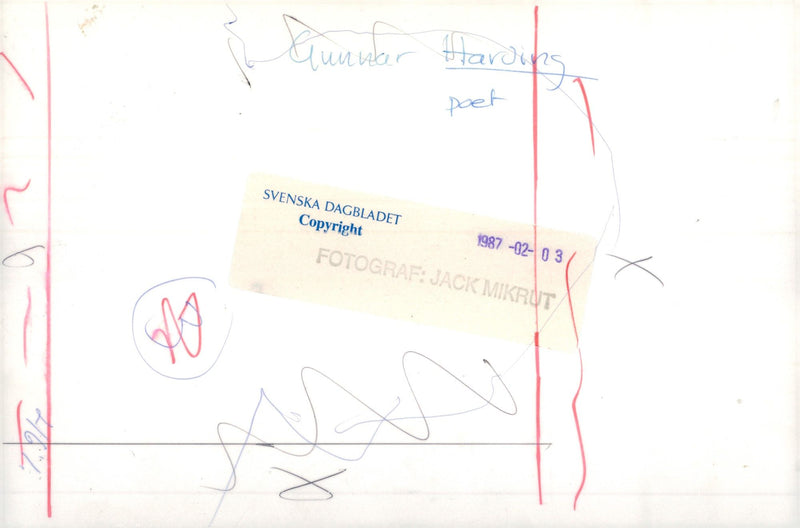 Gunnar Harding
poet
SVENSKA DAGBLADET
Copyright
1987 -02- 03
FOTOGRAF: JACK MIKRUT